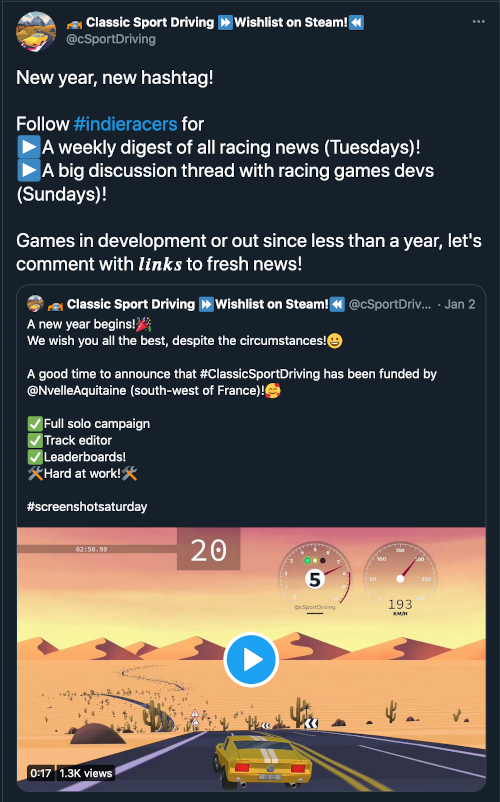 Classic Sport Driving ⏩Wishlist on Steam!⏪
@cSportDriving
New year, new hashtag!
Follow #indieracers for
▶️A weekly digest of all racing news (Tuesdays)!
▶️A big discussion thread with racing games devs
(Sundays)!
Games in development or out since less than a year, let's
comment with 𝒍𝒊𝒏𝒌𝒔 to fresh news!
Classic Sport Driving ⏩Wishlist on Steam!⏪ @cSportDriv... · Jan 2
A new year begins!🎉
We wish you all the best, despite the circumstances!😀
A good time to announce that #ClassicSportDriving has been funded by
@NvelleAquitaine (south-west of France)!🥰
✅Full solo campaign
✅Track editor
✅Leaderboards!
🛠️Hard at work!🛠️
#screenshotsaturday
02:58.99
20
5
@cSportDriving
50 100 150 200 250
193
KM/H
0:17 1.3K views